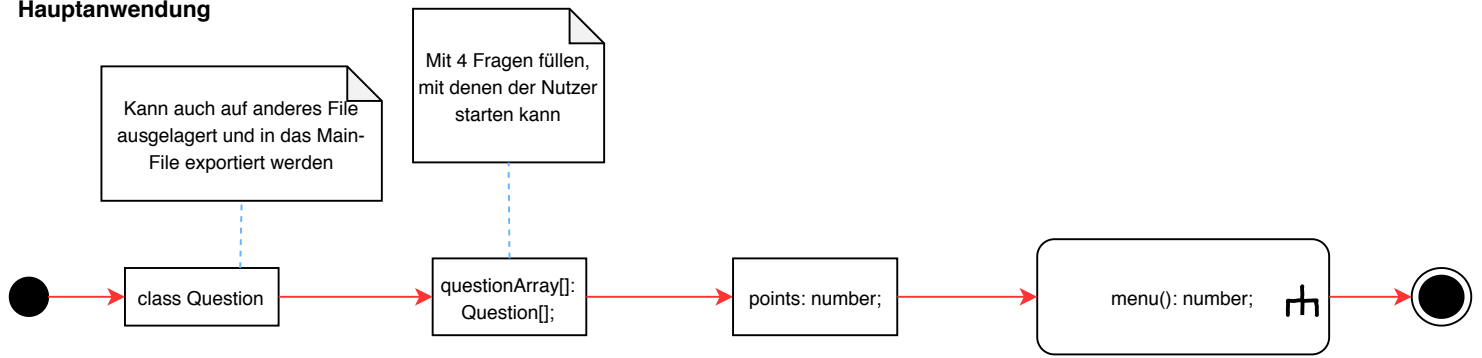 Hauptanwendung
Kann auch auf anderes File
ausgelagert und in das Main-
File exportiert werden
Mit 4 Fragen füllen,
mit denen der Nutzer
starten kann
class Question
questionArray[]:
Question[];
points: number;
menu(): number;